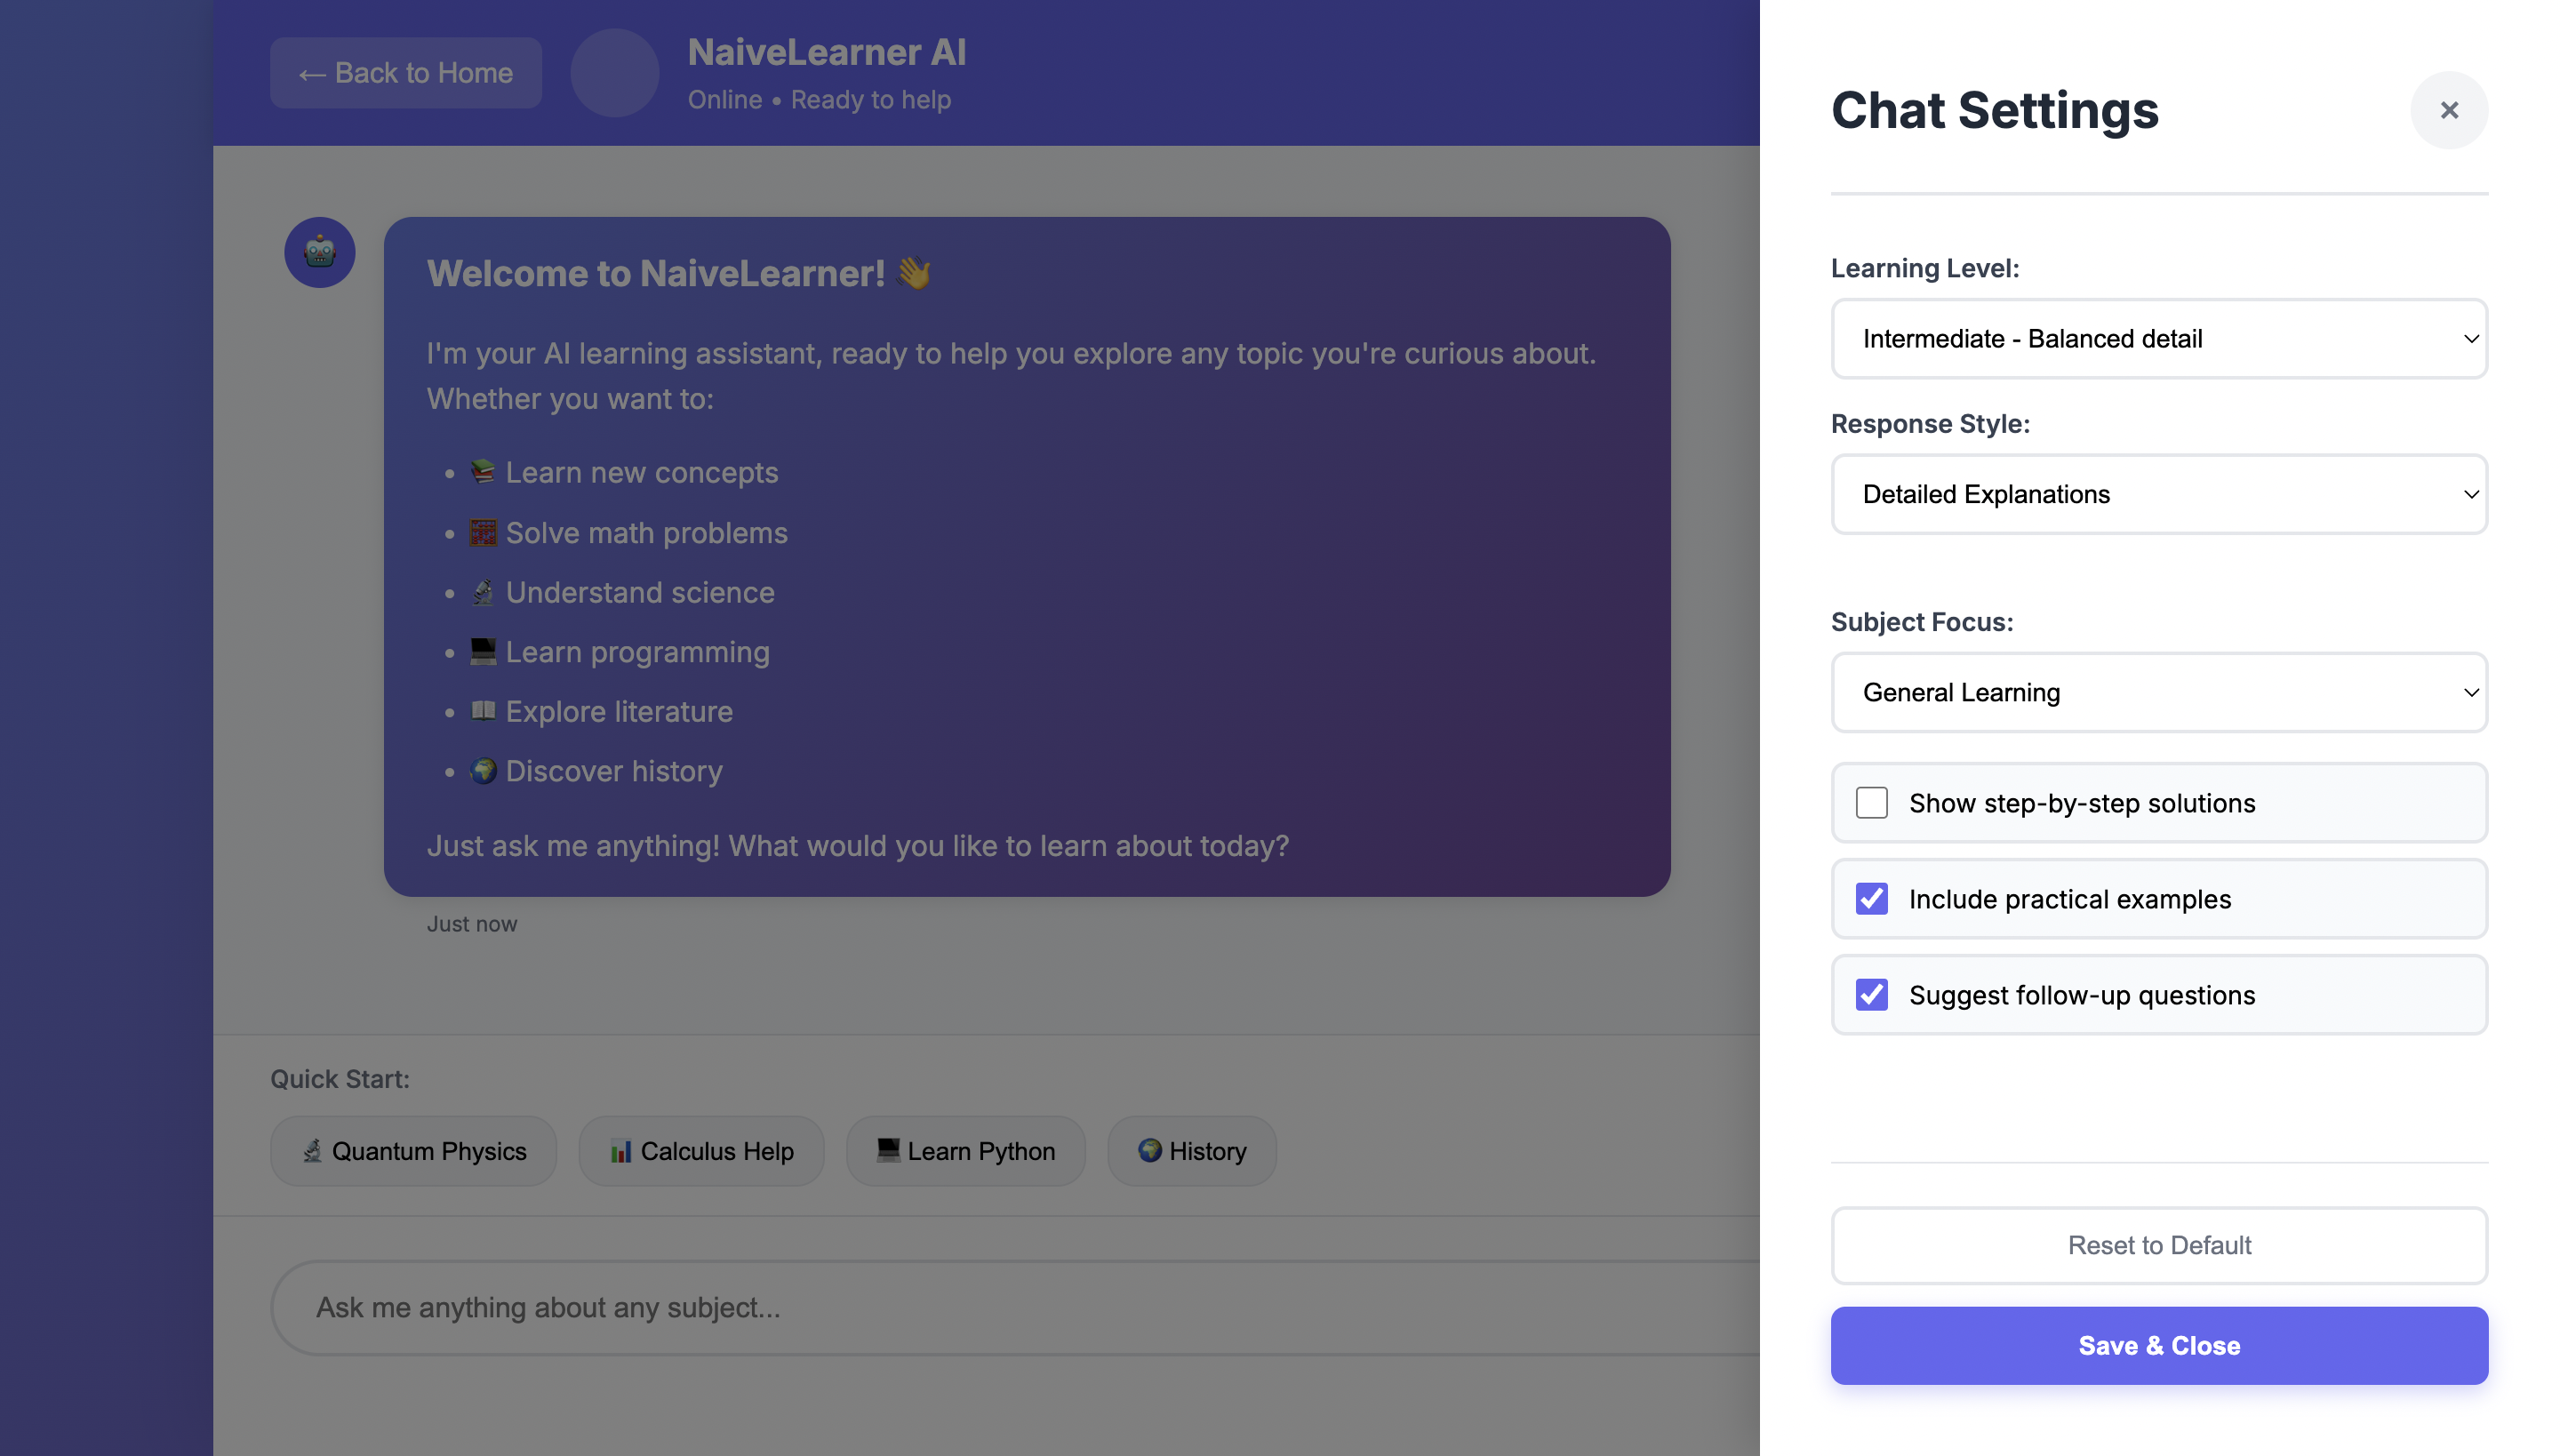 ← Back to Home
NaiveLearner AI
Online • Ready to help
Welcome to NaiveLearner! 👋
I'm your AI learning assistant, ready to help you explore any topic you're curious about.
Whether you want to:
• 📚 Learn new concepts
• 🧮 Solve math problems
• 🔬 Understand science
• 💻 Learn programming
• 📖 Explore literature
• 🌍 Discover history
Just ask me anything! What would you like to learn about today?
Just now
Quick Start:
🔬 Quantum Physics
📊 Calculus Help
💻 Learn Python
🌍 History
Ask me anything about any subject...
Chat Settings
×
Learning Level:
Intermediate - Balanced detail
Response Style:
Detailed Explanations
Subject Focus:
General Learning
Show step-by-step solutions
Include practical examples
Suggest follow-up questions
Reset to Default
Save & Close